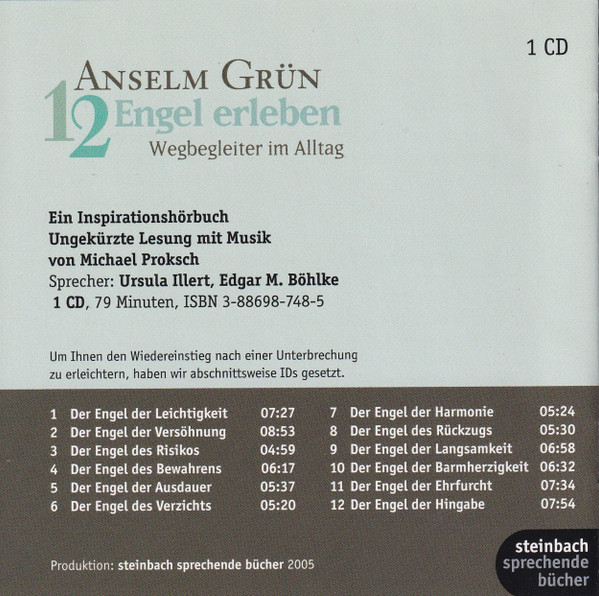 1 CD
ANSELM GRÜN
12 Engel erleben
Wegbegleiter im Alltag
Ein Inspirationshörbuch
Ungekürzte Lesung mit Musik
von Michael Proksch
Sprecher: Ursula Illert, Edgar M. Böhlke
1 CD, 79 Minuten, ISBN 3-88698-748-5
Um Ihnen den Wiedereinstieg nach einer Unterbrechung
zu erleichtern, haben wir abschnittsweise IDs gesetzt.
1 Der Engel der Leichtigkeit 07:27
2 Der Engel der Versöhnung 08:53
3 Der Engel des Risikos 04:59
4 Der Engel des Bewahrens 06:17
5 Der Engel der Ausdauer 05:37
6 Der Engel des Verzichts 05:20
7 Der Engel der Harmonie 05:24
8 Der Engel des Rückzugs 05:30
9 Der Engel der Langsamkeit 06:58
10 Der Engel der Barmherzigkeit 06:32
11 Der Engel der Ehrfurcht 07:34
12 Der Engel der Hingabe 07:54
Produktion: steinbach sprechende bücher 2005
steinbach
sprechende
bücher